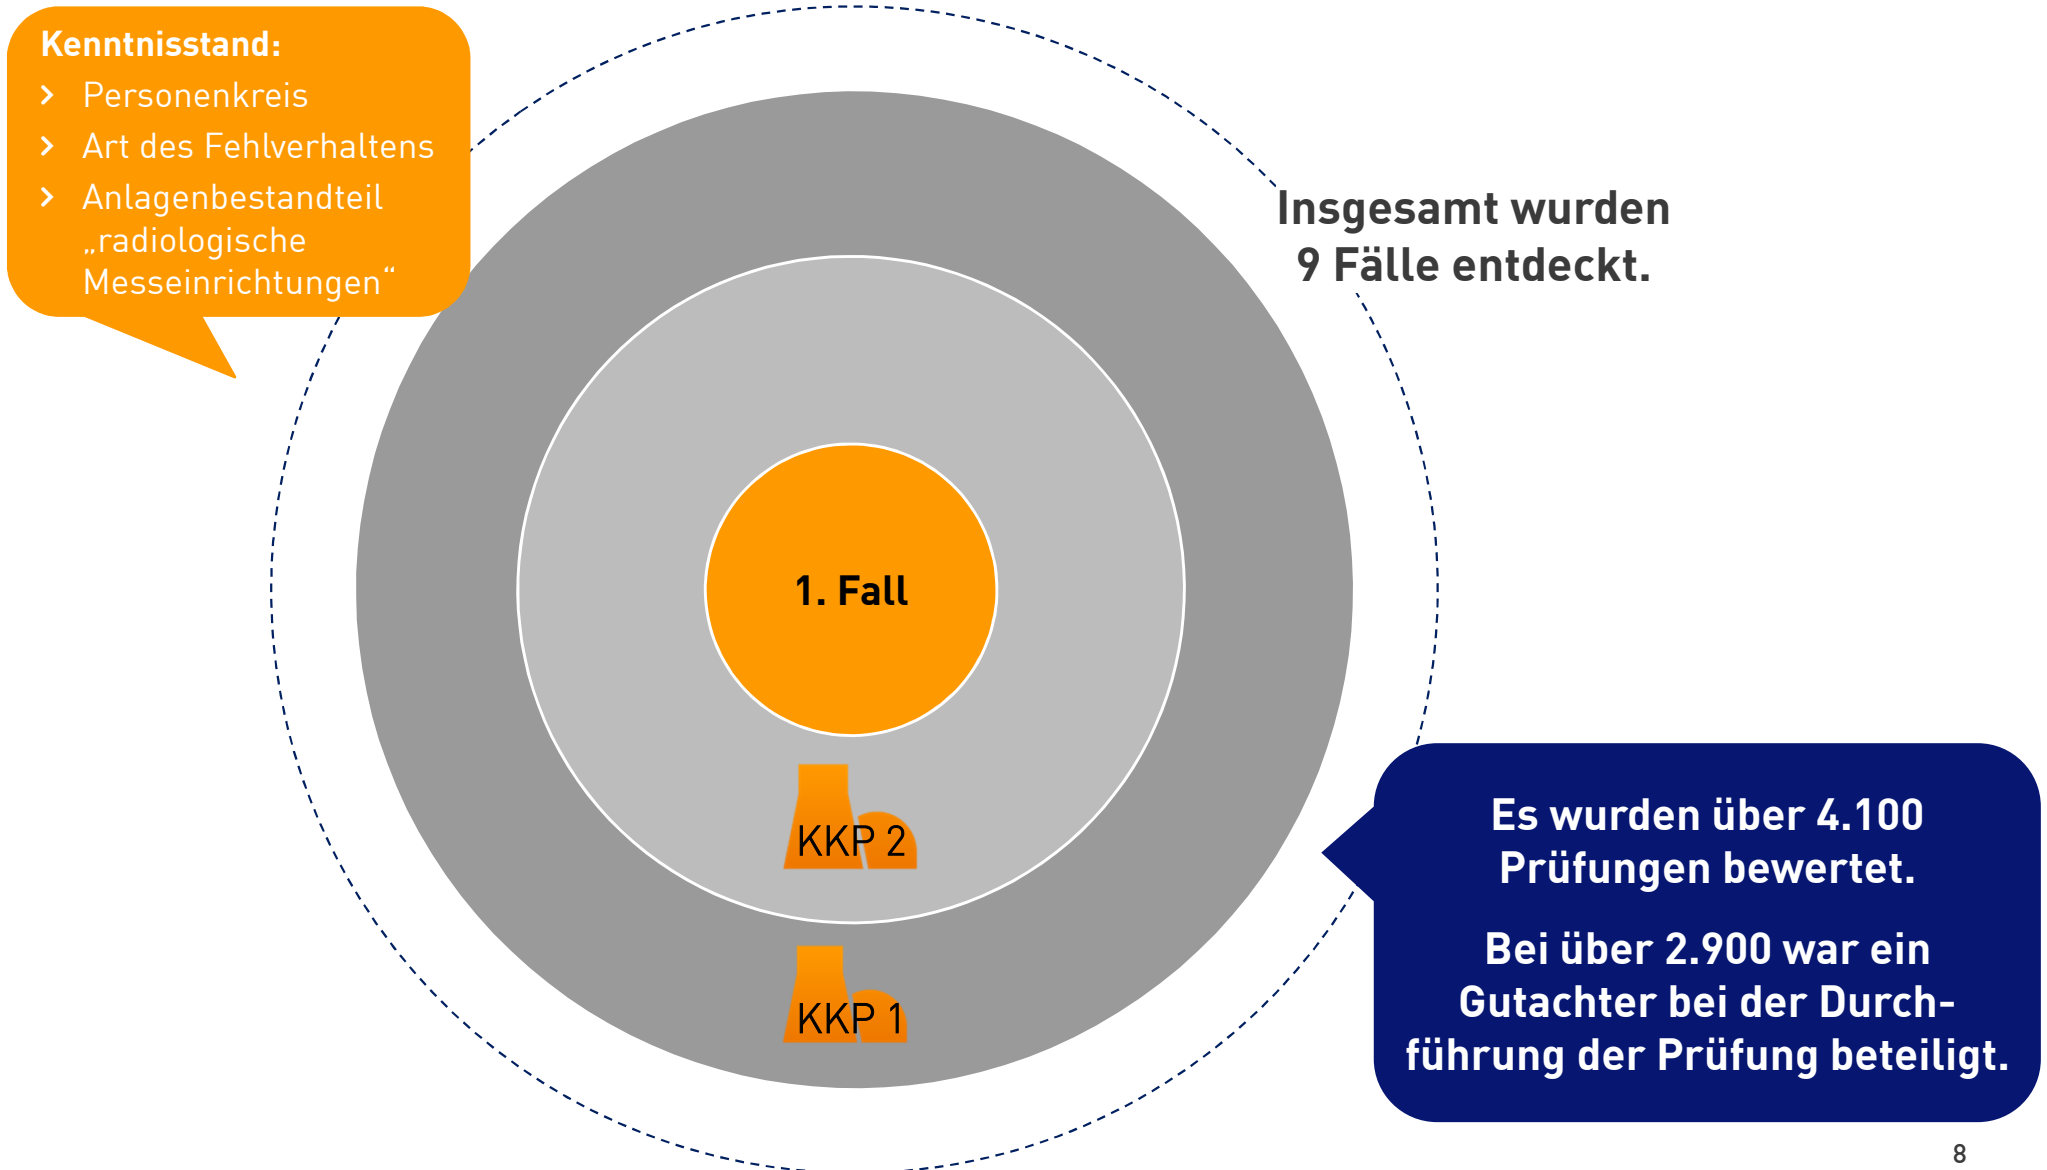 Kenntnisstand:
› Personenkreis
› Art des Fehlverhaltens
› Anlagenbestandteil
„radiologische
Messeinrichtungen“
Insgesamt wurden
9 Fälle entdeckt.
1. Fall
KKP 2
KKP 1
Es wurden über 4.100
Prüfungen bewertet.
Bei über 2.900 war ein
Gutachter bei der Durch-
führung der Prüfung beteiligt.
8